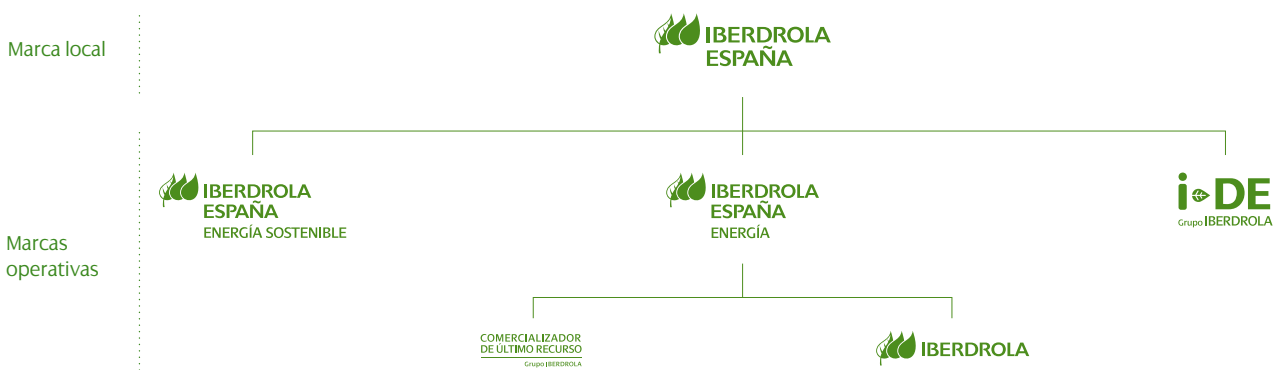 Marca local
IBERDROLA
ESPAÑA
IBERDROLA
ESPAÑA
ENERGÍA SOSTENIBLE
IBERDROLA
ESPAÑA
ENERGÍA
i DE
Grupo IBERDROLA
Marcas
operativas
COMERCIALIZADOR
DE ÚLTIMO RECURSO
Grupo IBERDROLA
IBERDROLA